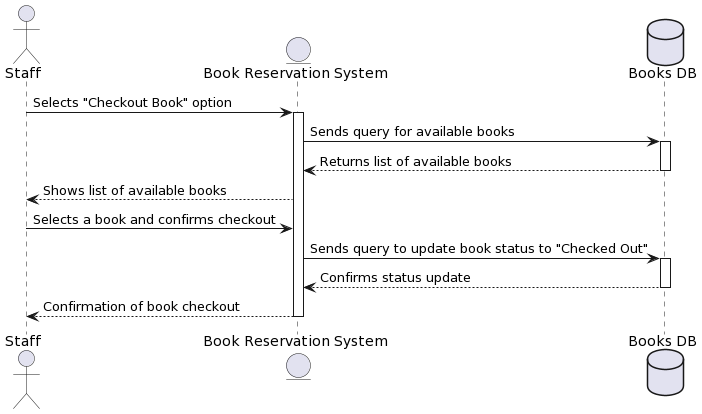 Staff
Book Reservation System
Books DB
Selects "Checkout Book" option
Sends query for available books
Returns list of available books
Shows list of available books
Selects a book and confirms checkout
Sends query to update book status to "Checked Out"
Confirms status update
Confirmation of book checkout
Staff
Book Reservation System
Books DB